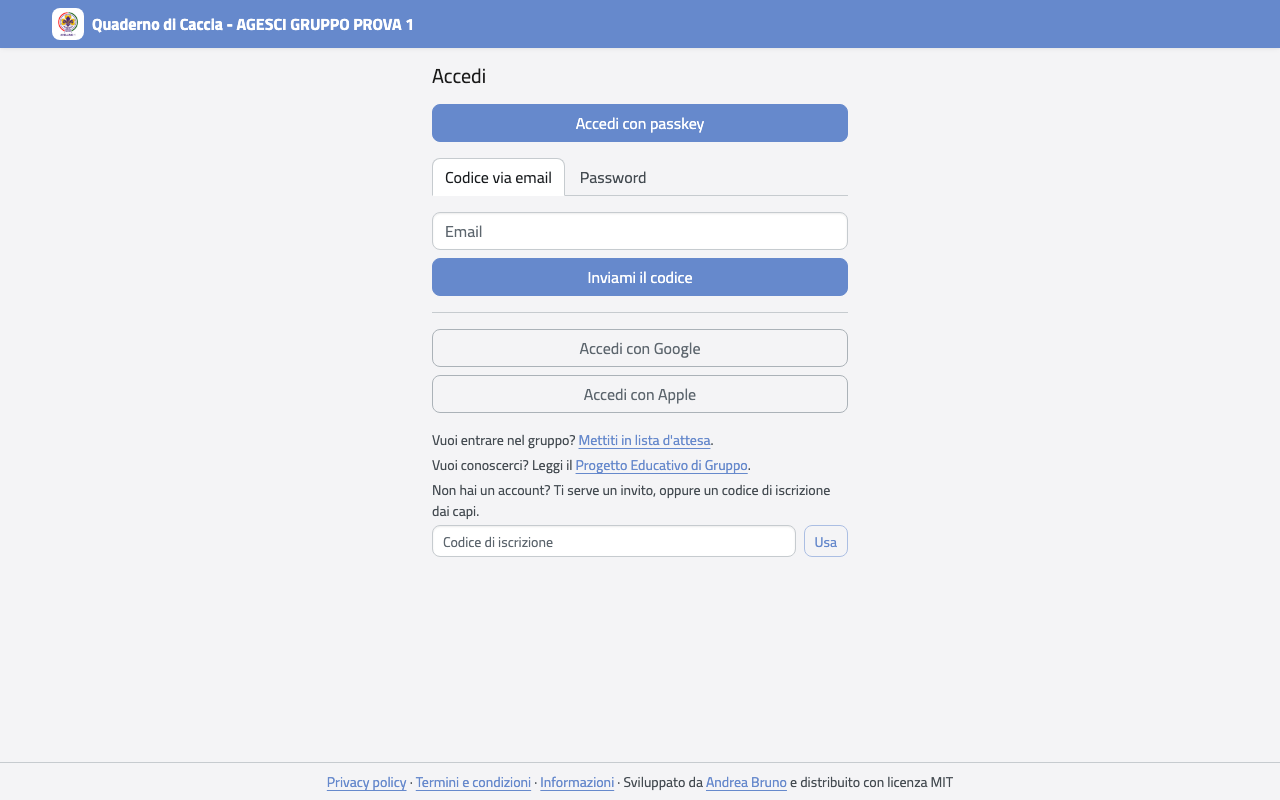 Quaderno di Caccia - AGESCI GRUPPO PROVA 1
Accedi
Accedi con passkey
Codice via email
Password
Email
Inviami il codice
Accedi con Google
Accedi con Apple
Vuoi entrare nel gruppo? Mettiti in lista d'attesa.
Vuoi conoscerci? Leggi il Progetto Educativo di Gruppo.
Non hai un account? Ti serve un invito, oppure un codice di iscrizione
dai capi.
Codice di iscrizione
Usa
Privacy policy · Termini e condizioni · Informazioni · Sviluppato da Andrea Bruno e distribuito con licenza MIT